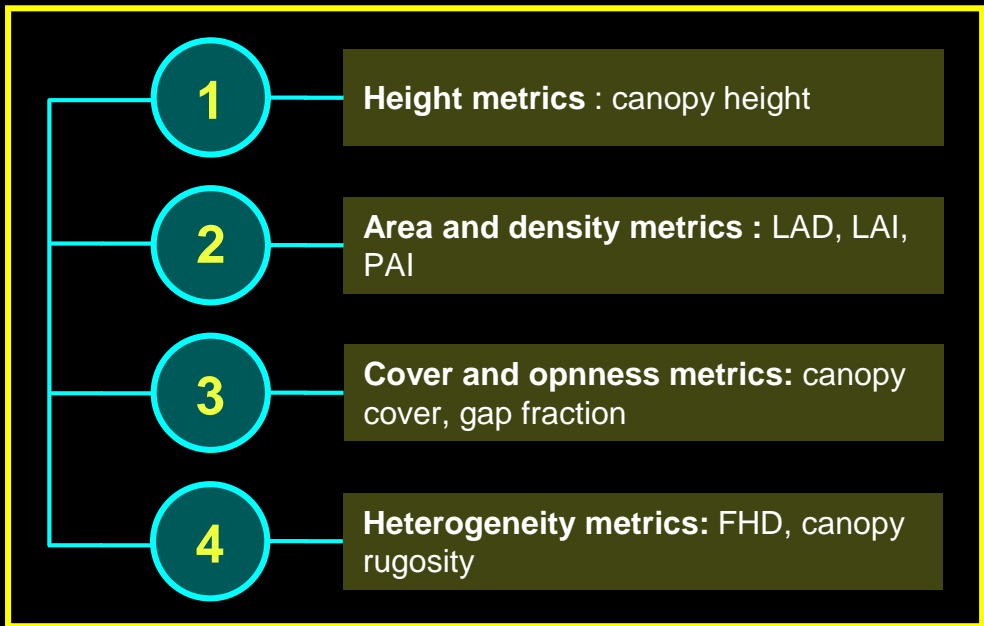 1
Height metrics : canopy height
2
Area and density metrics : LAD, LAI,
PAI
3
Cover and opnness metrics: canopy
cover, gap fraction
4
Heterogeneity metrics: FHD, canopy
rugosity